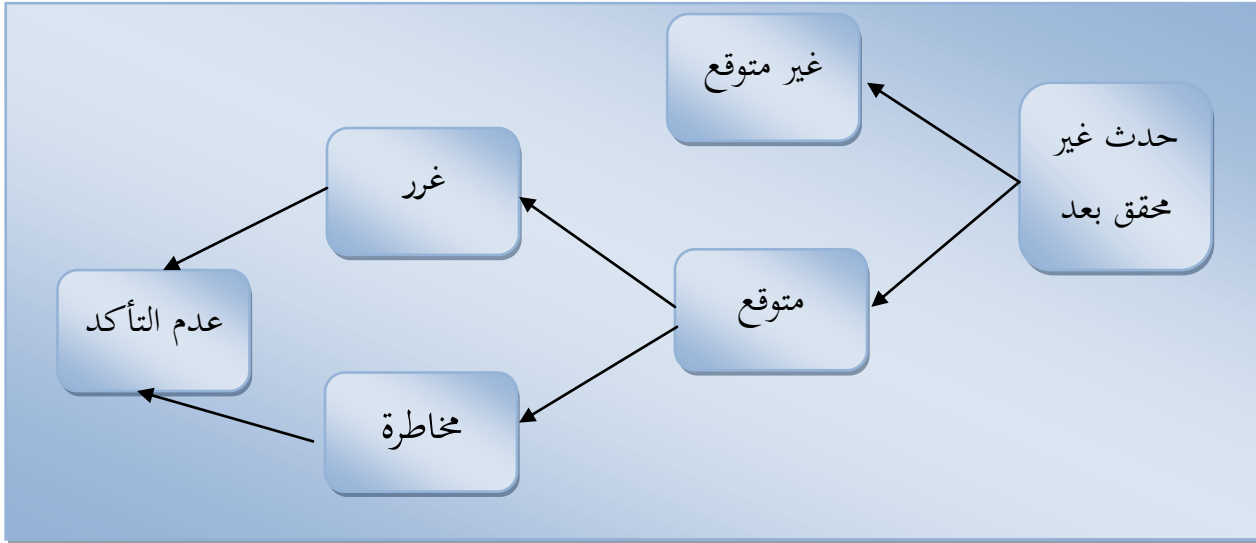 حدث غير
محقق بعد
غير متوقع
متوقع
غرر
مخاطرة
عدم التأكد